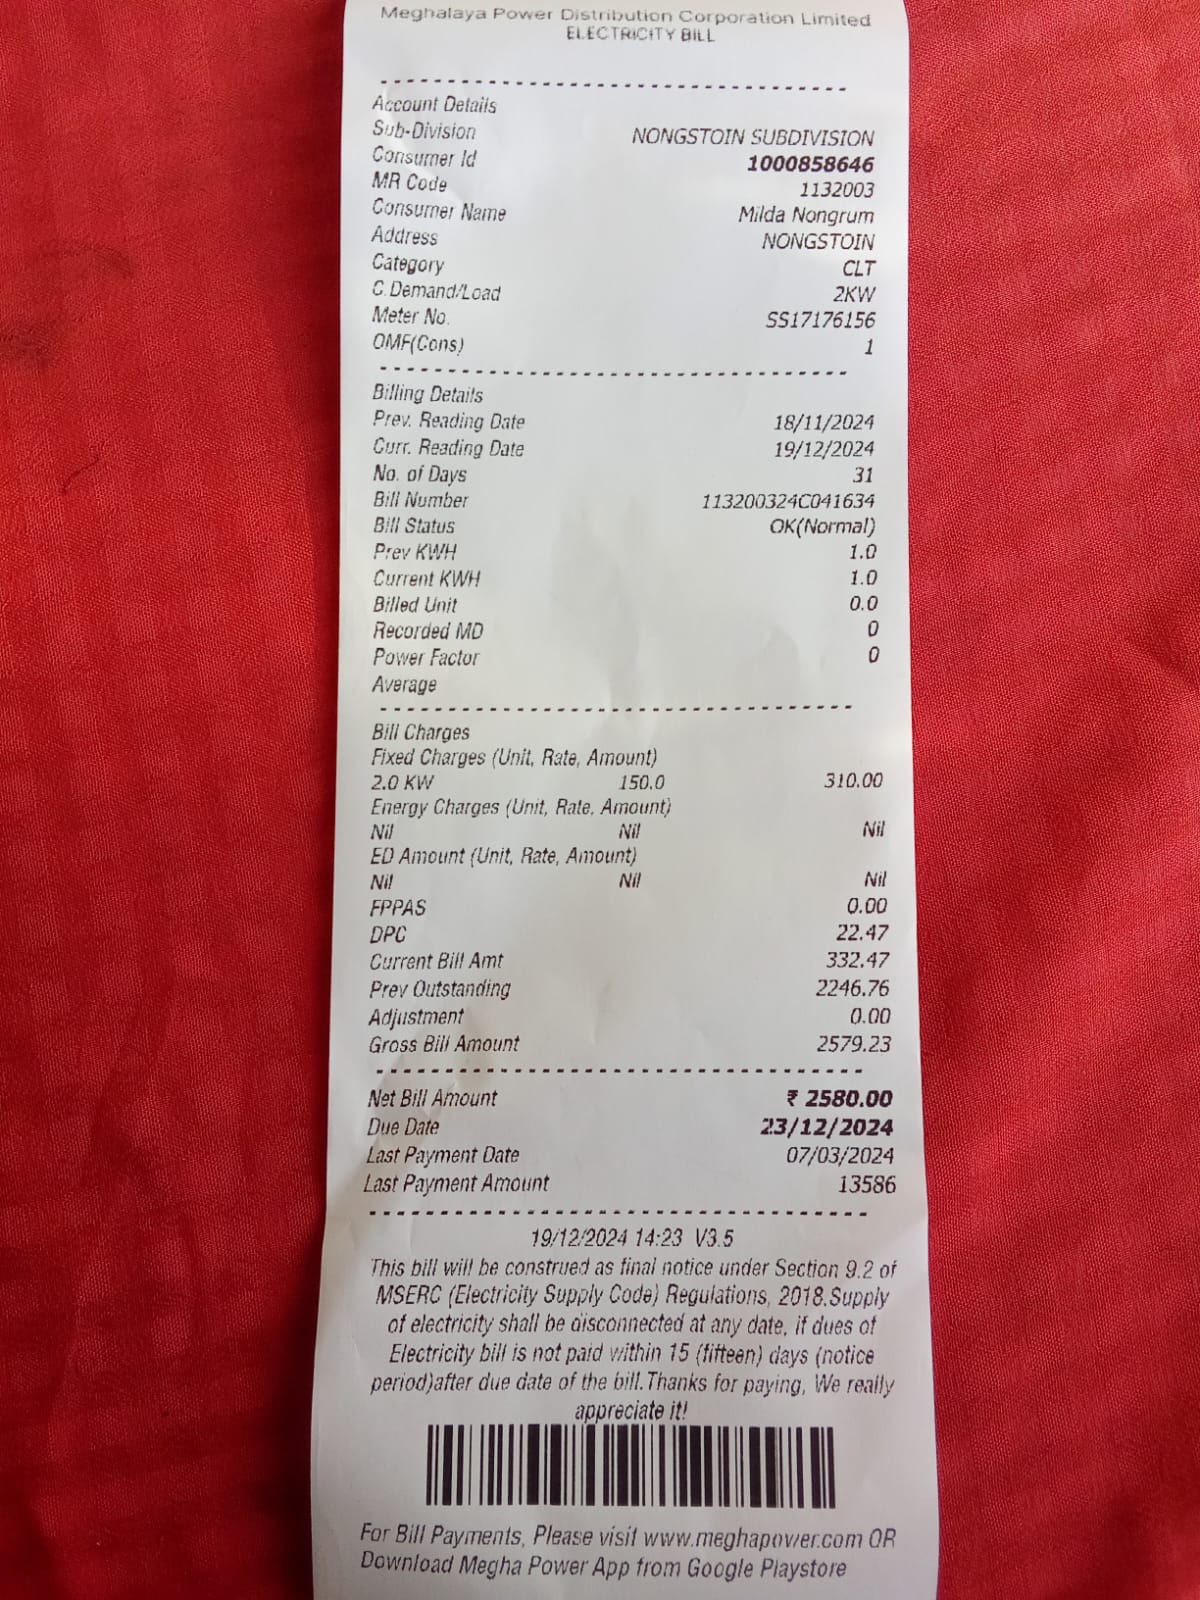 Meghalaya Power Distribution Corporation Limited
ELECTRICITY BILL
Account Details
Sub-Division NONGSTOIN SUBDIVISION
Consumer Id 1000858646
MR Code 1132003
Consumer Name Milda Nongrum
Address NONGSTOIN
Category CLT
C.Demand/Load 2KW
Meter No. SS17176156
OMF(Cons) 1
Billing Details
Prev. Reading Date 18/11/2024
Curr. Reading Date 19/12/2024
No. of Days 31
Bill Number 113200324C041634
Bill Status OK(Normal)
Prev KWH 1.0
Current KWH 1.0
Billed Unit 0.0
Recorded MD 0
Power Factor 0
Average
Bill Charges
Fixed Charges (Unit, Rate, Amount)
2.0 KW 150.0 310.00
Energy Charges (Unit, Rate, Amount)
Nil Nil Nil
ED Amount (Unit, Rate, Amount)
Nil Nil Nil
FPPAS 0.00
DPC 22.47
Current Bill Amt 332.47
Prev Outstanding 2246.76
Adjustment 0.00
Gross Bill Amount 2579.23
Net Bill Amount ₹ 2580.00
Due Date 23/12/2024
Last Payment Date 07/03/2024
Last Payment Amount 13586
19/12/2024 14:23 V3.5
This bill will be construed as final notice under Section 9.2 of
MSERC (Electricity Supply Code) Regulations, 2018.Supply
of electricity shall be disconnected at any date, if dues of
Electricity bill is not paid within 15 (fifteen) days (notice
period)after due date of the bill.Thanks for paying, We really
appreciate it!
For Bill Payments, Please visit www.meghapower.com OR
Download Megha Power App from Google Playstore